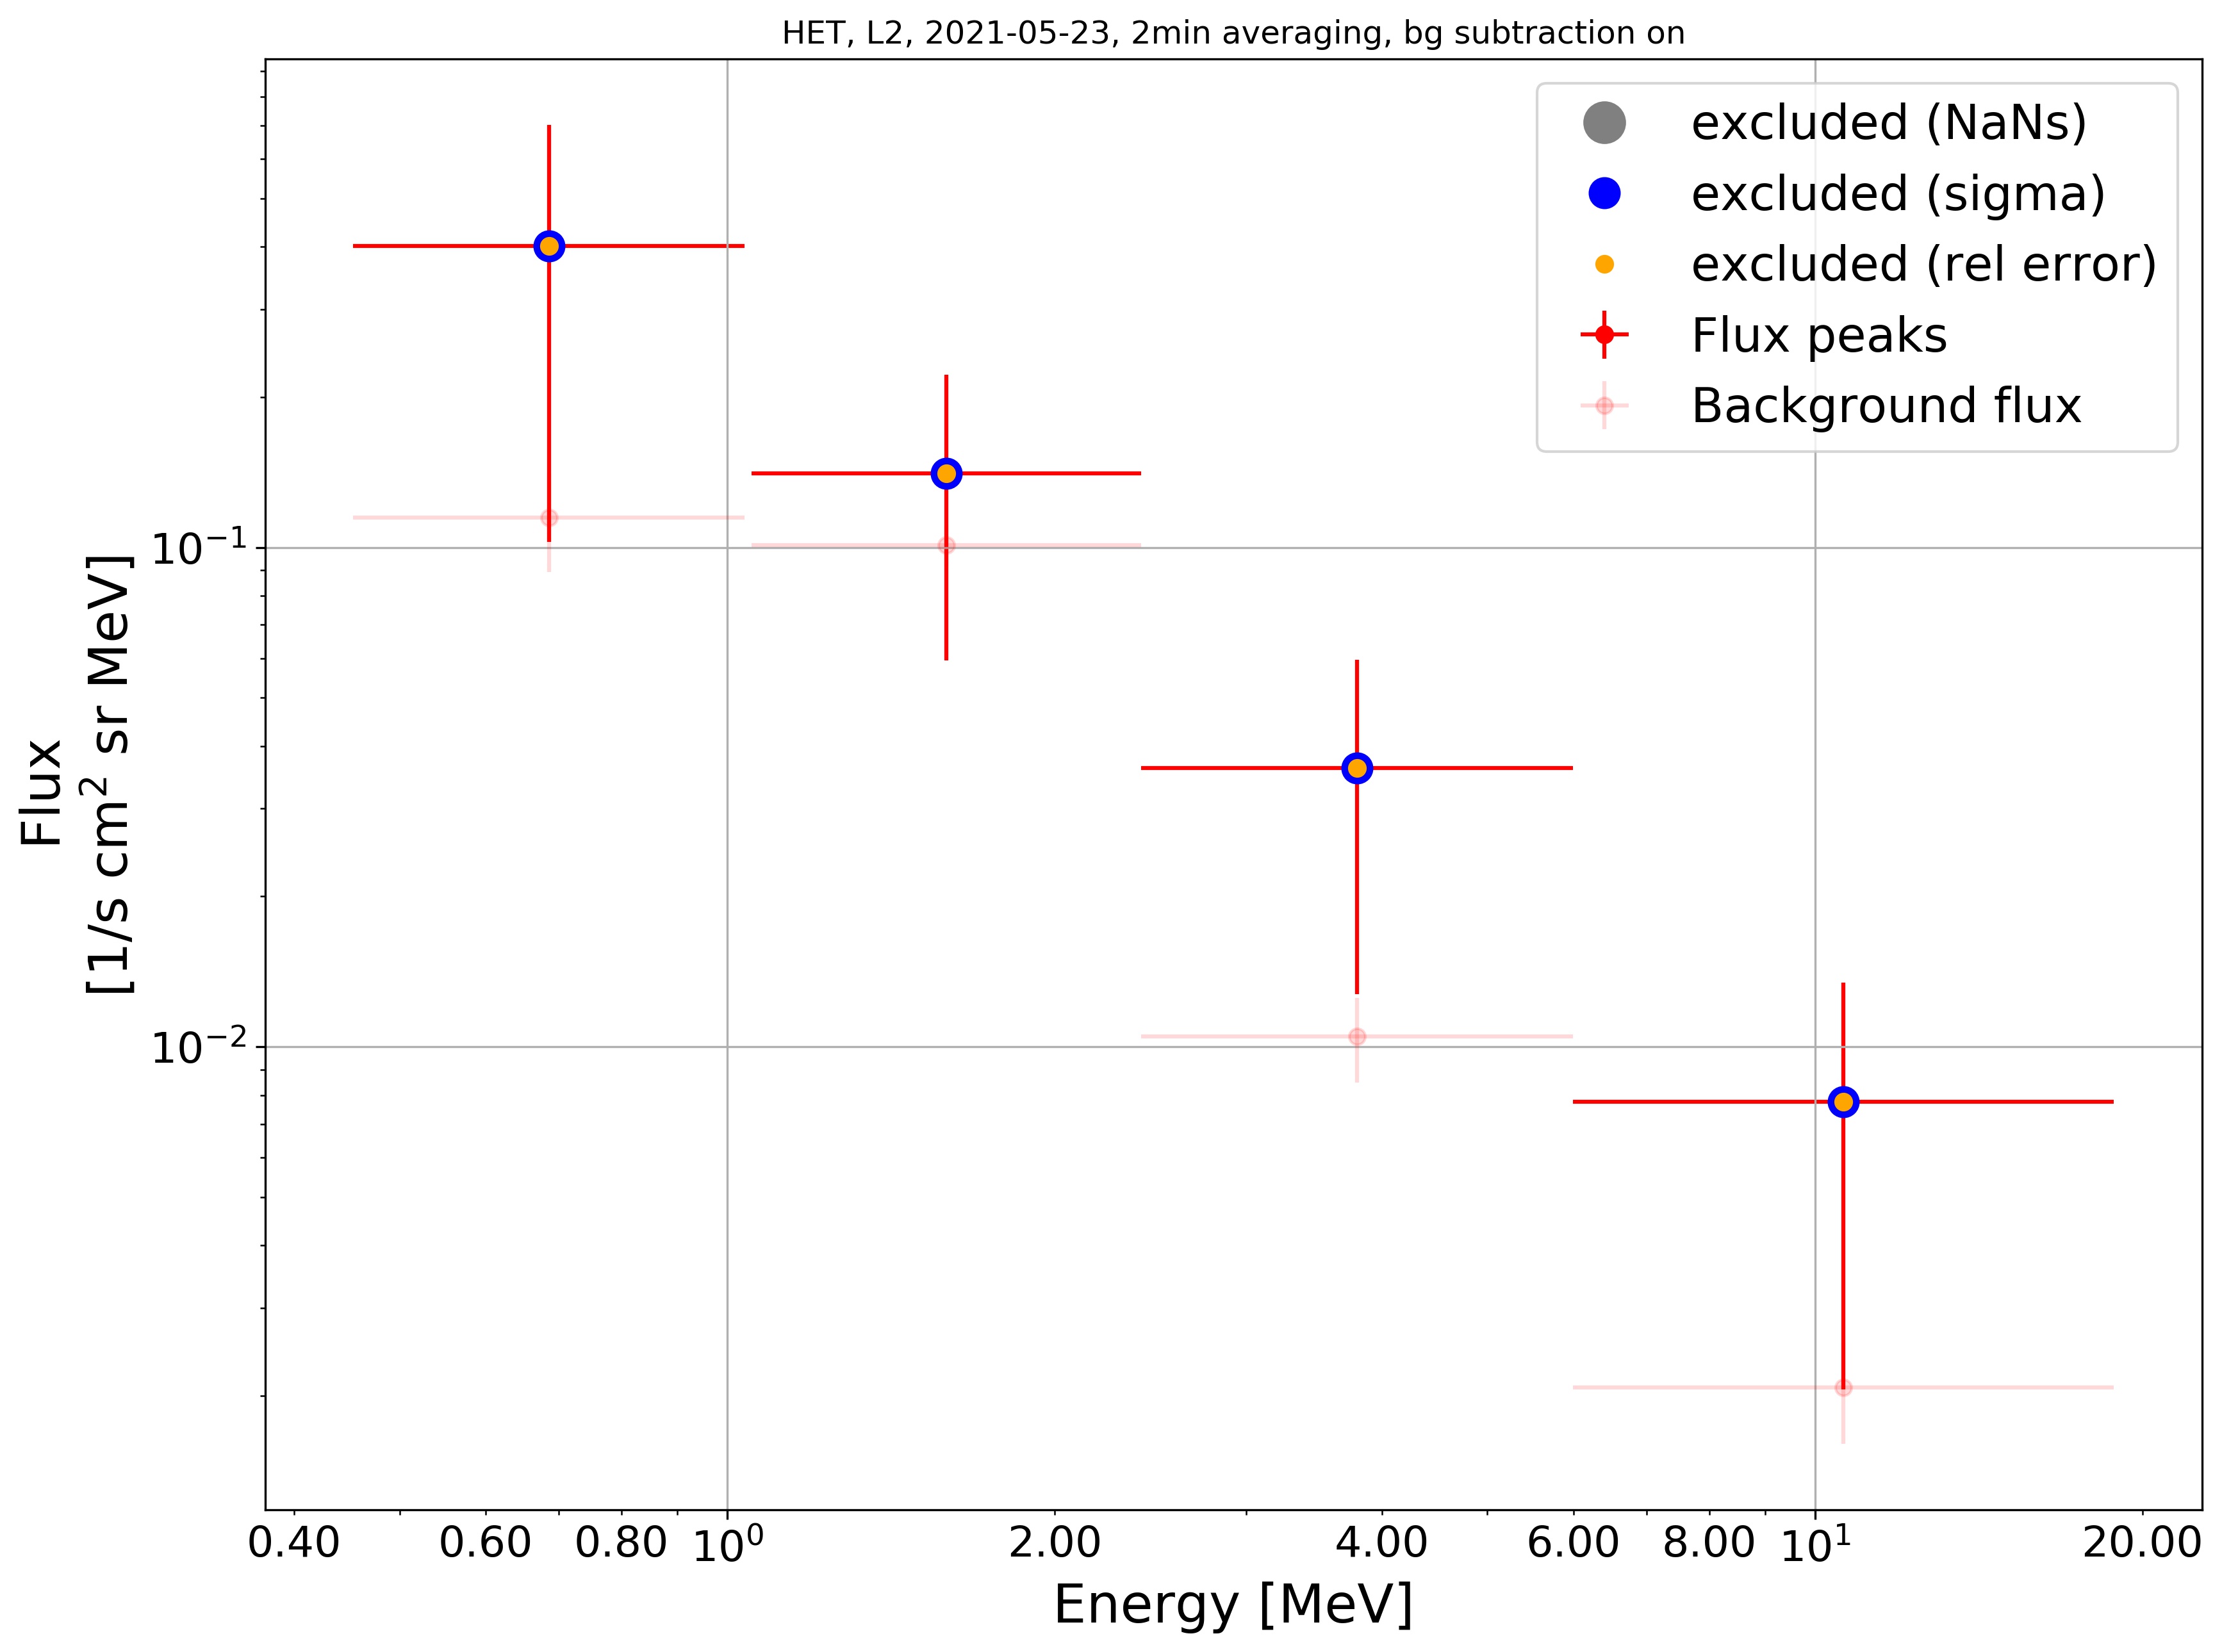 HET, L2, 2021-05-23, 2min averaging, bg subtraction on
excluded (NaNs)
excluded (sigma)
excluded (rel error)
Flux peaks
Background flux
Flux
[1/s cm² sr MeV]
10⁻¹
10⁻²
0.40 0.60 0.80 10⁰ 2.00 4.00 6.00 8.00 10¹ 20.00
Energy [MeV]